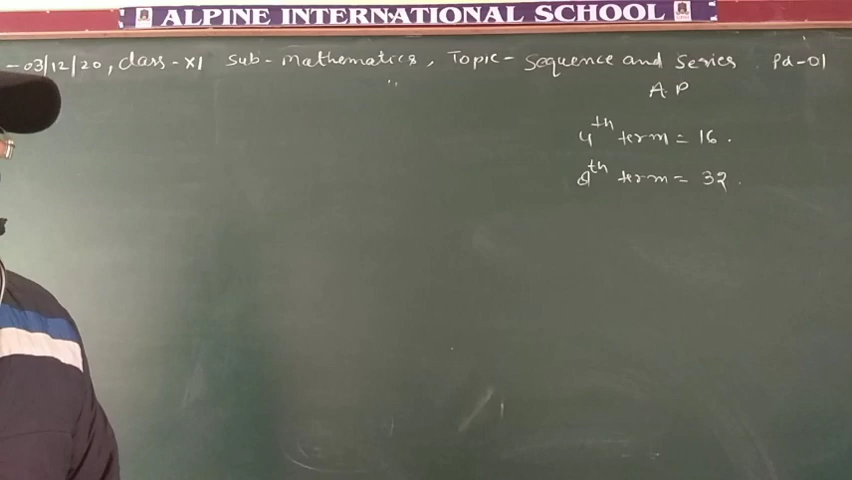 ALPINE INTERNATIONAL SCHOOL
-03/12/20, class-XI Sub-Mathematics, Topic- Sequence and Series Pd-01
A.P
4th term = 16.
8th term = 32.